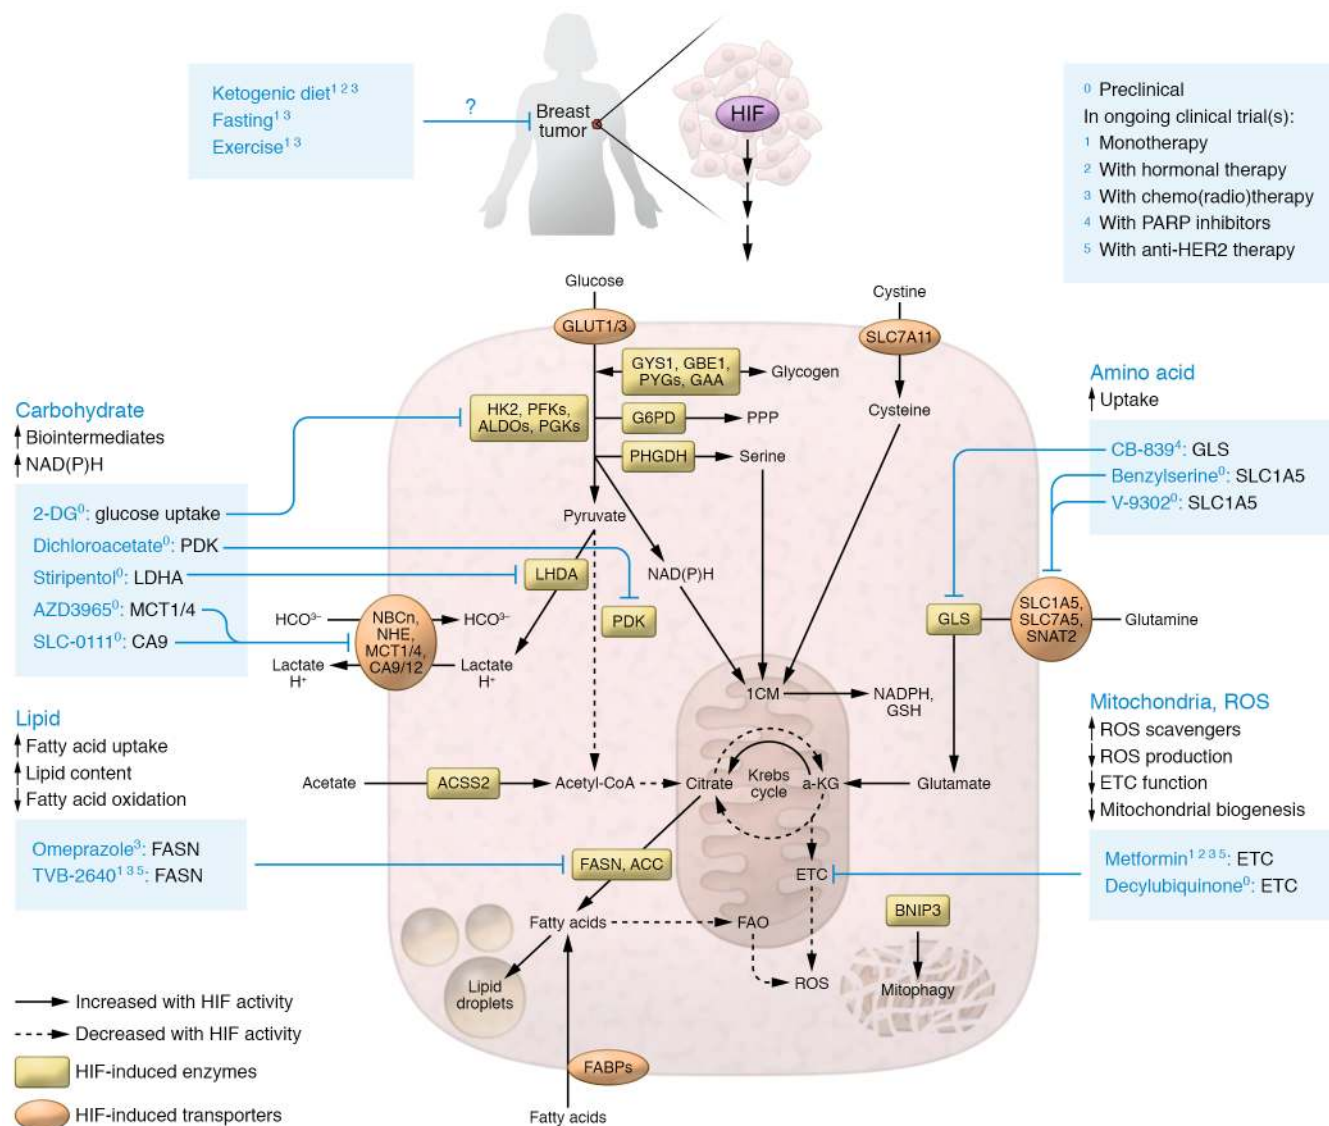 Ketogenic diet1 2 3
Fasting1 3
Exercise1 3
?
Breast
tumor
HIF
0 Preclinical
In ongoing clinical trial(s):
1 Monotherapy
2 With hormonal therapy
3 With chemo(radio)therapy
4 With PARP inhibitors
5 With anti-HER2 therapy
Glucose
GLUT1/3
Cystine
SLC7A11
GYS1, GBE1,
PYGs, GAA
Glycogen
HK2, PFKs,
ALDOs, PGKs
G6PD
PPP
PHGDH
Serine
Cysteine
Carbohydrate
Biointermediates
NAD(P)H
2-DG0: glucose uptake
Dichloroacetate0: PDK
Stiripentol0: LDHA
AZD39650: MCT1/4
SLC-01110: CA9
Amino acid
Uptake
CB-8394: GLS
Benzylserine0: SLC1A5
V-93020: SLC1A5
Pyruvate
LHDA
NAD(P)H
PDK
HCO3–
NBCn,
NHE,
MCT1/4,
CA9/12
HCO3–
Lactate
H+
Lactate
H+
GLS
SLC1A5,
SLC7A5,
SNAT2
Glutamine
1CM
NADPH,
GSH
Lipid
Fatty acid uptake
Lipid content
Fatty acid oxidation
Omeprazole3: FASN
TVB-26401 3 5: FASN
Mitochondria, ROS
ROS scavengers
ROS production
ETC function
Mitochondrial biogenesis
Metformin1 2 3 5: ETC
Decylubiquinone0: ETC
Acetate
ACSS2
Acetyl-CoA
Citrate
Krebs
cycle
a-KG
Glutamate
FASN, ACC
ETC
BNIP3
Fatty acids
FAO
ROS
Mitophagy
Lipid
droplets
FABPs
Fatty acids
Increased with HIF activity
Decreased with HIF activity
HIF-induced enzymes
HIF-induced transporters